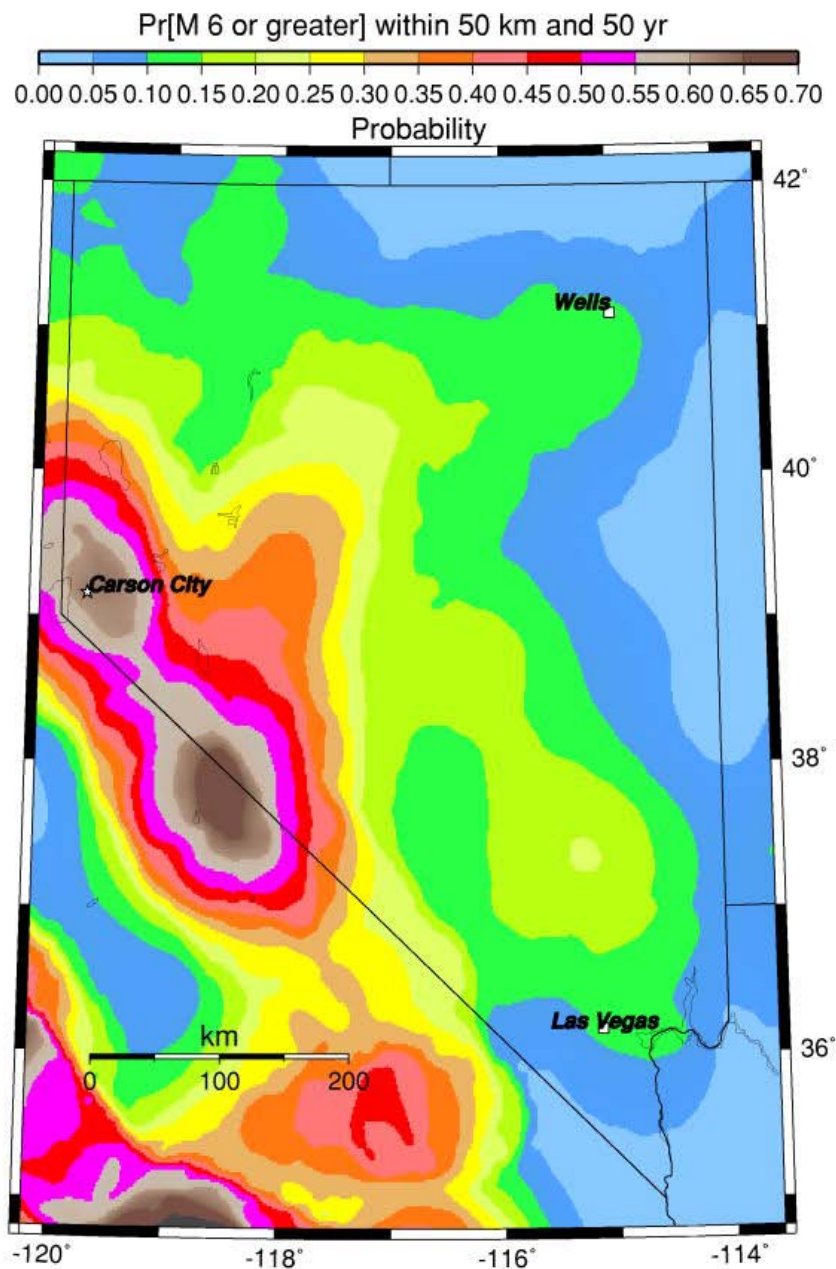 Pr[M 6 or greater] within 50 km and 50 yr
0.00 0.05 0.10 0.15 0.20 0.25 0.30 0.35 0.40 0.45 0.50 0.55 0.60 0.65 0.70
Probability
42°
Wells
40°
Carson City
38°
Las Vegas
36°
km
0 100 200
-120° -118° -116° -114°